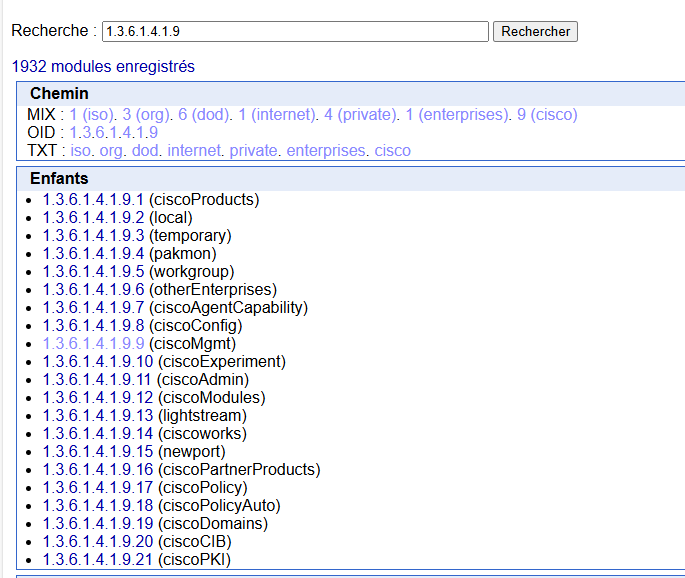 Recherche : 1.3.6.1.4.1.9 Rechercher
1932 modules enregistrés
Chemin
MIX : 1 (iso). 3 (org). 6 (dod). 1 (internet). 4 (private). 1 (enterprises). 9 (cisco)
OID : 1.3.6.1.4.1.9
TXT : iso. org. dod. internet. private. enterprises. cisco
Enfants
• 1.3.6.1.4.1.9.1 (ciscoProducts)
• 1.3.6.1.4.1.9.2 (local)
• 1.3.6.1.4.1.9.3 (temporary)
• 1.3.6.1.4.1.9.4 (pakmon)
• 1.3.6.1.4.1.9.5 (workgroup)
• 1.3.6.1.4.1.9.6 (otherEnterprises)
• 1.3.6.1.4.1.9.7 (ciscoAgentCapability)
• 1.3.6.1.4.1.9.8 (ciscoConfig)
• 1.3.6.1.4.1.9.9 (ciscoMgmt)
• 1.3.6.1.4.1.9.10 (ciscoExperiment)
• 1.3.6.1.4.1.9.11 (ciscoAdmin)
• 1.3.6.1.4.1.9.12 (ciscoModules)
• 1.3.6.1.4.1.9.13 (lightstream)
• 1.3.6.1.4.1.9.14 (ciscoworks)
• 1.3.6.1.4.1.9.15 (newport)
• 1.3.6.1.4.1.9.16 (ciscoPartnerProducts)
• 1.3.6.1.4.1.9.17 (ciscoPolicy)
• 1.3.6.1.4.1.9.18 (ciscoPolicyAuto)
• 1.3.6.1.4.1.9.19 (ciscoDomains)
• 1.3.6.1.4.1.9.20 (ciscoCIB)
• 1.3.6.1.4.1.9.21 (ciscoPKI)